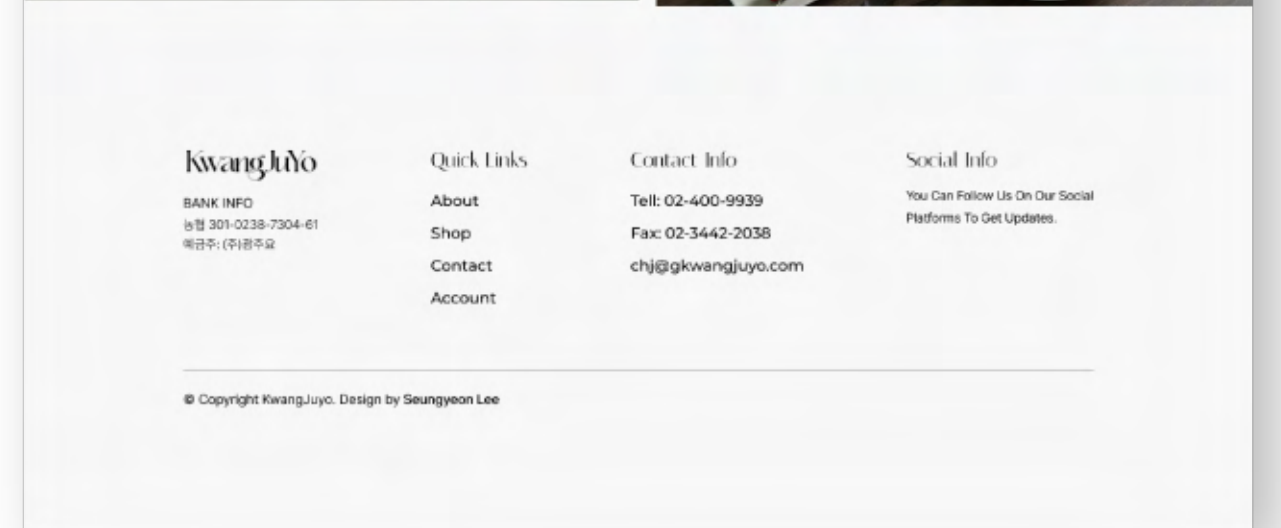 KwangJuYo
BANK INFO
농협 301-0238-7304-61
예금주: (주)광주요
Quick Links
About
Shop
Contact
Account
Contact Info
Tell: 02-400-9939
Fax: 02-3442-2038
chj@gkwangjuyo.com
Social Info
You Can Follow Us On Our Social
Platforms To Get Updates.
© Copyright KwangJuyo. Design by Seungyeon Lee